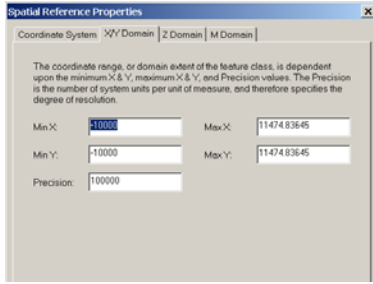 Spatial Reference Properties
Coordinate System X/Y Domain Z Domain M Domain
The coordinate range, or domain extent of the feature class, is dependent
upon the minimum X & Y, maximum X & Y, and Precision values. The Precision
is the number of system units per unit of measure, and therefore specifies the
degree of resolution.
Min X: -10000 Max X: 11474.83645
Min Y: -10000 Max Y: 11474.83645
Precision: 100000